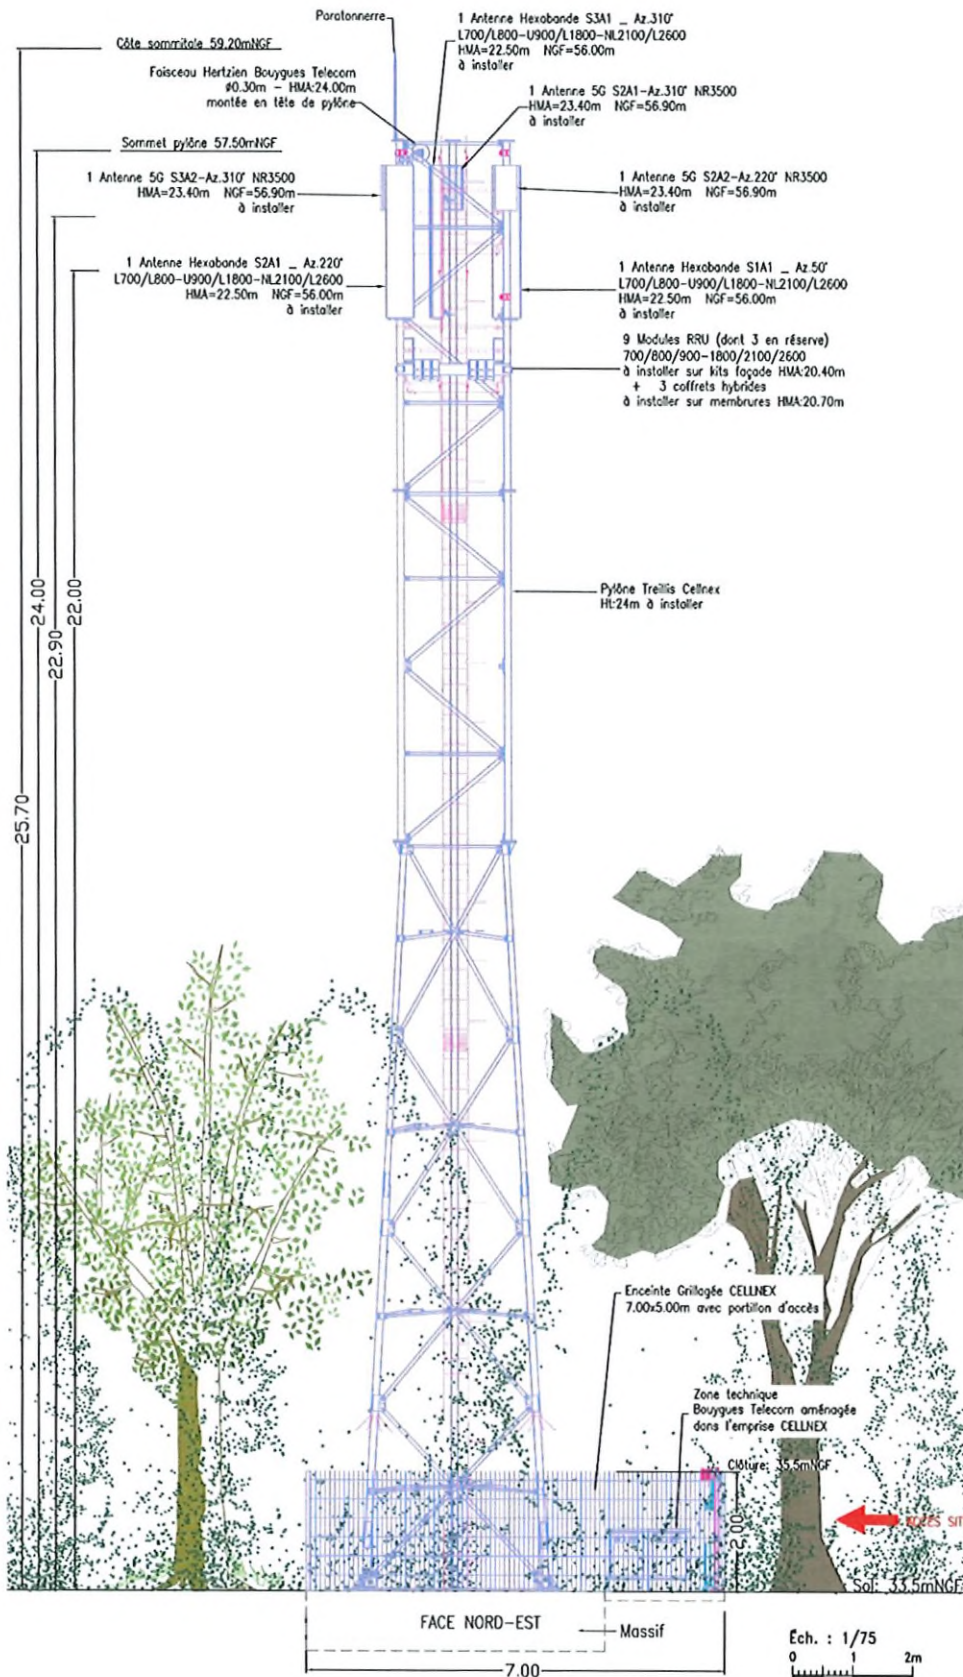 Paratonnerre
Côte sommitale 59.20mNGF
1 Antenne Hexabande S3A1 _ Az.310°
L700/L800-U900/L1800-NL2100/L2600
HMA=22.50m NGF=56.00m
à installer
Faisceau Hertzien Bouygues Telecom
ø0.30m - HMA:24.00m
montée en tête de pylône
1 Antenne 5G S2A1-Az.310° NR3500
HMA=23.40m NGF=56.90m
à installer
Sommet pylône 57.50mNGF
1 Antenne 5G S3A2-Az.310° NR3500
HMA=23.40m NGF=56.90m
à installer
1 Antenne 5G S2A2-Az.220° NR3500
HMA=23.40m NGF=56.90m
à installer
1 Antenne Hexabande S2A1 _ Az.220°
L700/L800-U900/L1800-NL2100/L2600
HMA=22.50m NGF=56.00m
à installer
1 Antenne Hexabande S1A1 _ Az.50°
L700/L800-U900/L1800-NL2100/L2600
HMA=22.50m NGF=56.00m
à installer
9 Modules RRU (dont 3 en réserve)
700/800/900-1800/2100/2600
à installer sur kits façade HMA:20.40m
+ 3 coffrets hybrides
à installer sur membrures HMA:20.70m
25.70
24.00
22.90
22.00
Pylône Treillis Cellnex
Ht:24m à installer
Enceinte Grillagée CELLNEX
7.00x5.00m avec portillon d'accès
Zone technique
Bouygues Telecom aménagée
dans l'emprise CELLNEX
Clôture: 35.5mNGF
2.00
ACCES SIT
Sol: 33.5mNGF
FACE NORD-EST
Massif
7.00
Éch. : 1/75
0 1 2m